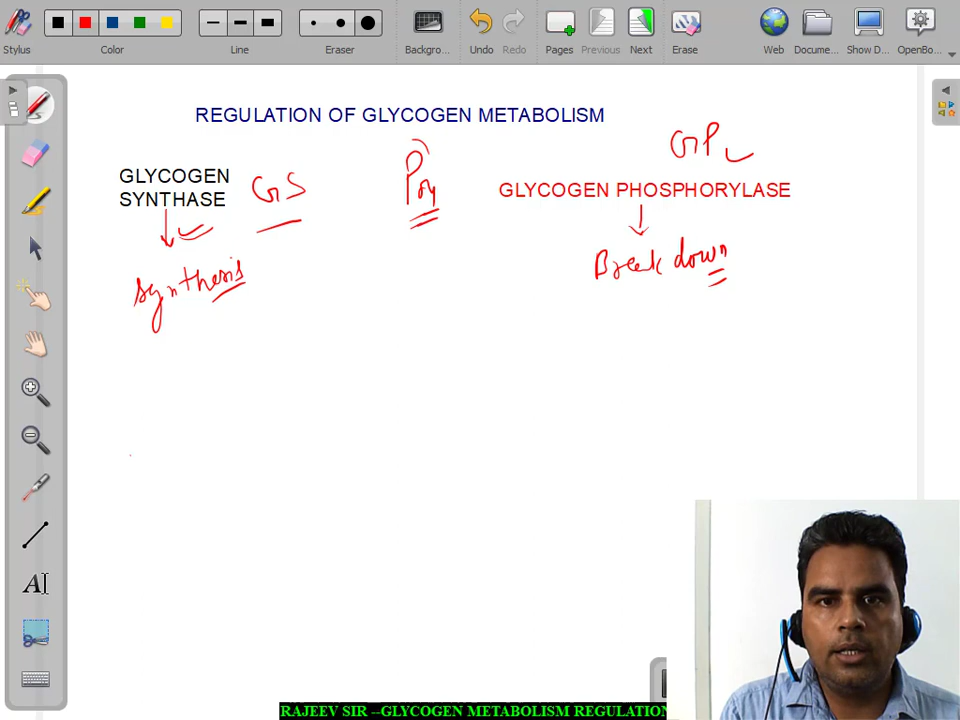 Stylus
Color
Line
Eraser
Backgro...
Undo
Redo
Pages
Previous
Next
Erase
Web
Docume...
Show D...
OpenBo...
REGULATION OF GLYCOGEN METABOLISM
GLYCOGEN
SYNTHASE
GS
GP
GLYCOGEN PHOSPHORYLASE
synthesis
Break down
RAJEEV SIR --GLYCOGEN METABOLISM REGULATION